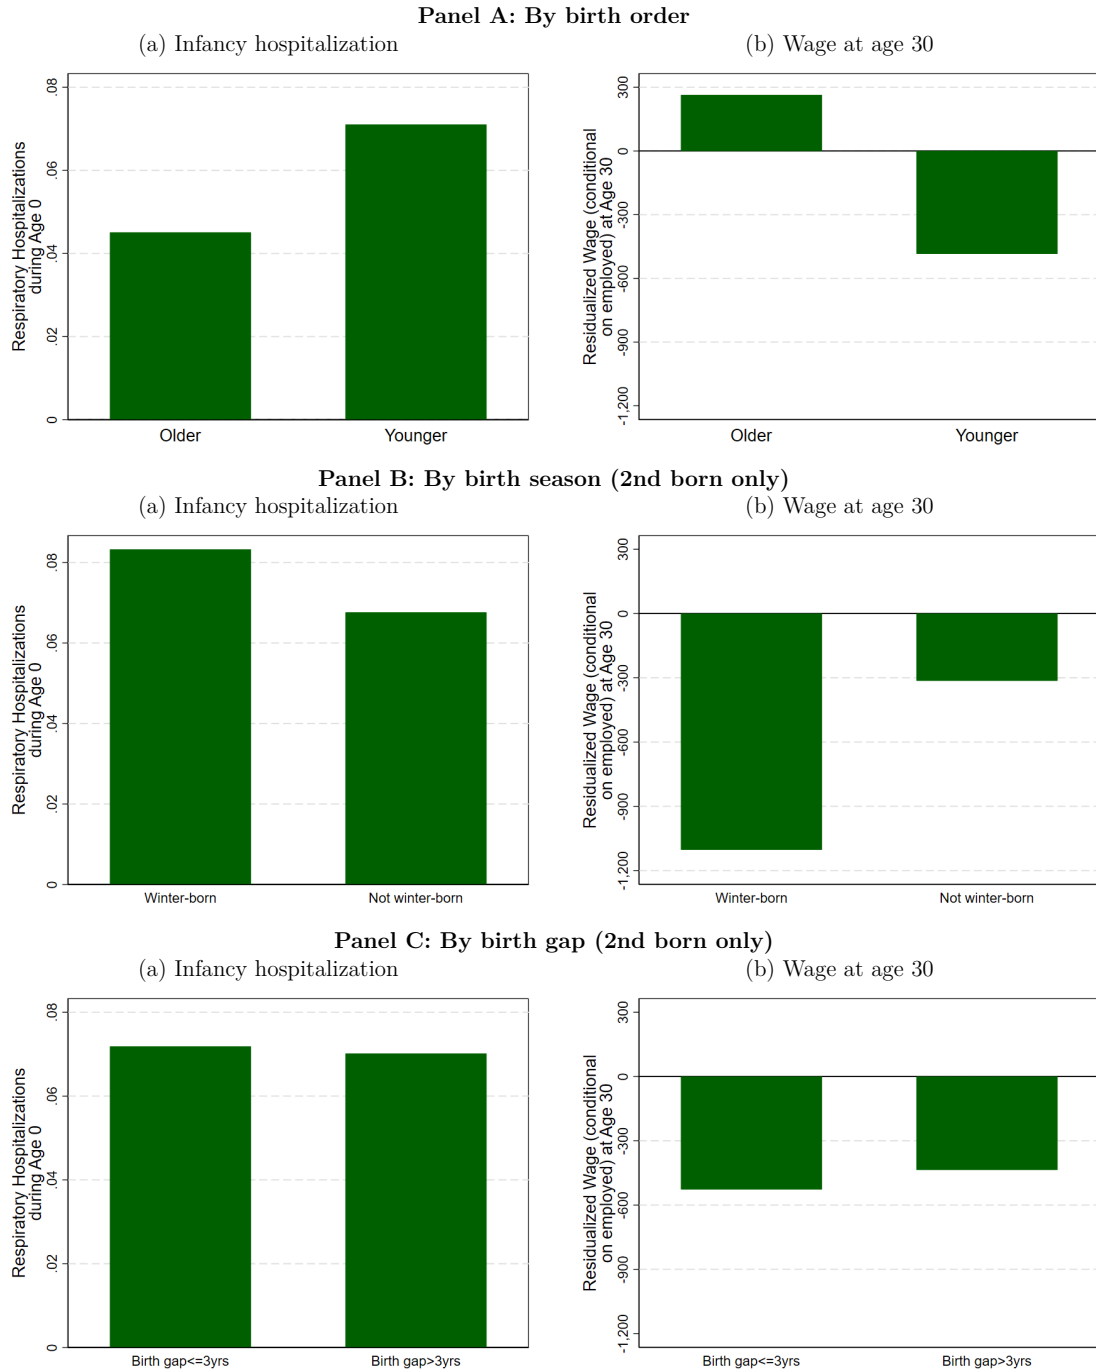 Panel A: By birth order
(a) Infancy hospitalization
Respiratory Hospitalizations
during Age 0
.08
.06
.04
.02
0
Older
Younger
(b) Wage at age 30
Residualized Wage (conditional
on employed) at Age 30
300
0
-300
-600
-900
-1,200
Older
Younger
Panel B: By birth season (2nd born only)
(a) Infancy hospitalization
Respiratory Hospitalizations
during Age 0
.08
.06
.04
.02
0
Winter-born
Not winter-born
(b) Wage at age 30
Residualized Wage (conditional
on employed) at Age 30
300
0
-300
-600
-900
-1,200
Winter-born
Not winter-born
Panel C: By birth gap (2nd born only)
(a) Infancy hospitalization
Respiratory Hospitalizations
during Age 0
.08
.06
.04
.02
0
Birth gap<=3yrs
Birth gap>3yrs
(b) Wage at age 30
Residualized Wage (conditional
on employed) at Age 30
300
0
-300
-600
-900
-1,200
Birth gap<=3yrs
Birth gap>3yrs